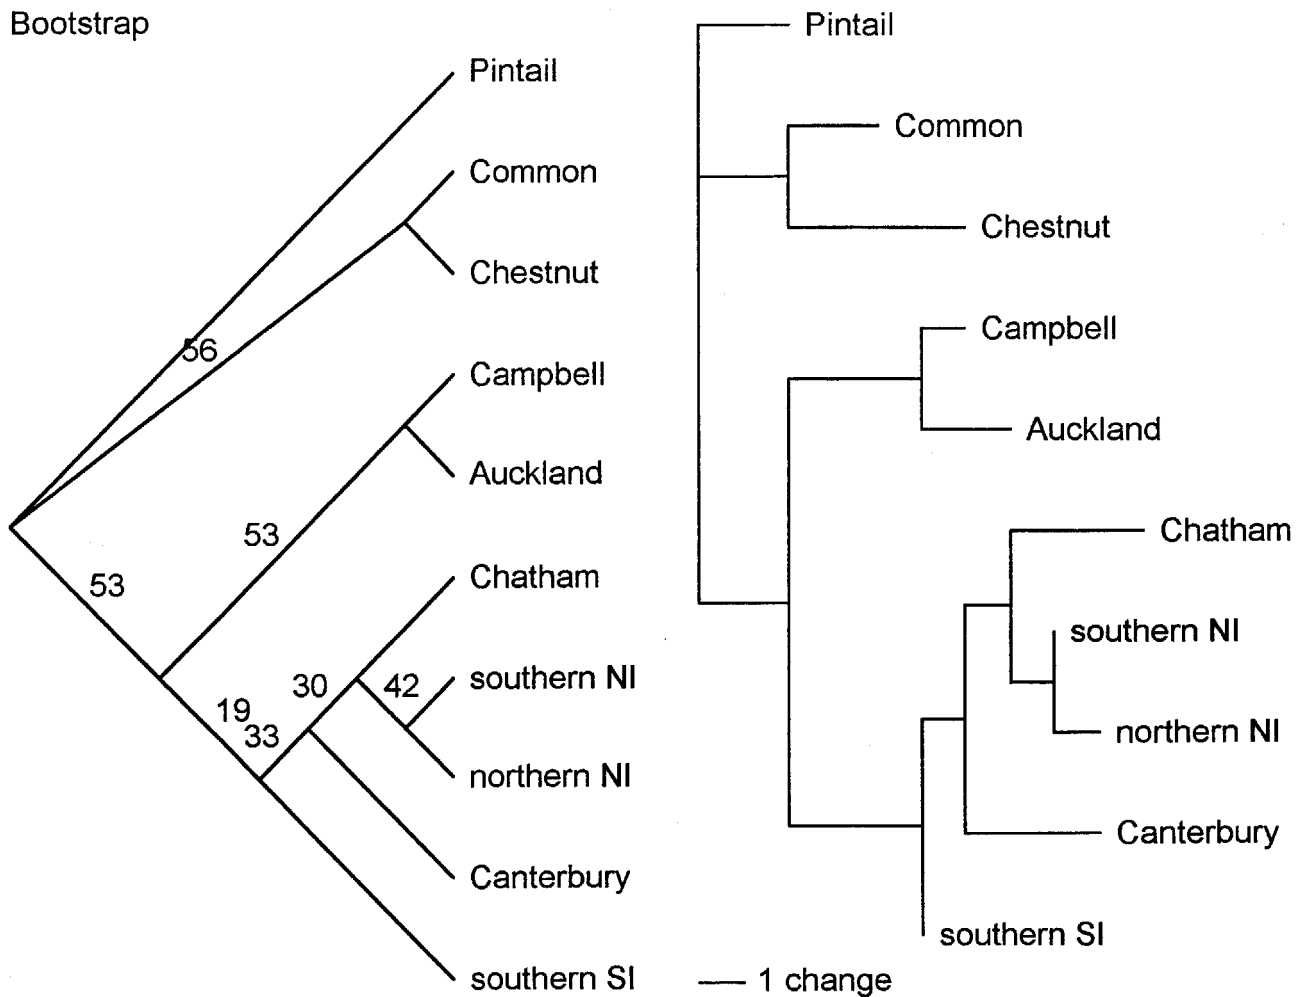 Bootstrap
Pintail
Common
Chestnut
56
Campbell
Auckland
53
53
Chatham
southern NI
30
42
19
33
northern NI
Canterbury
southern SI
Pintail
Common
Chestnut
Campbell
Auckland
Chatham
southern NI
northern NI
Canterbury
southern SI
1 change